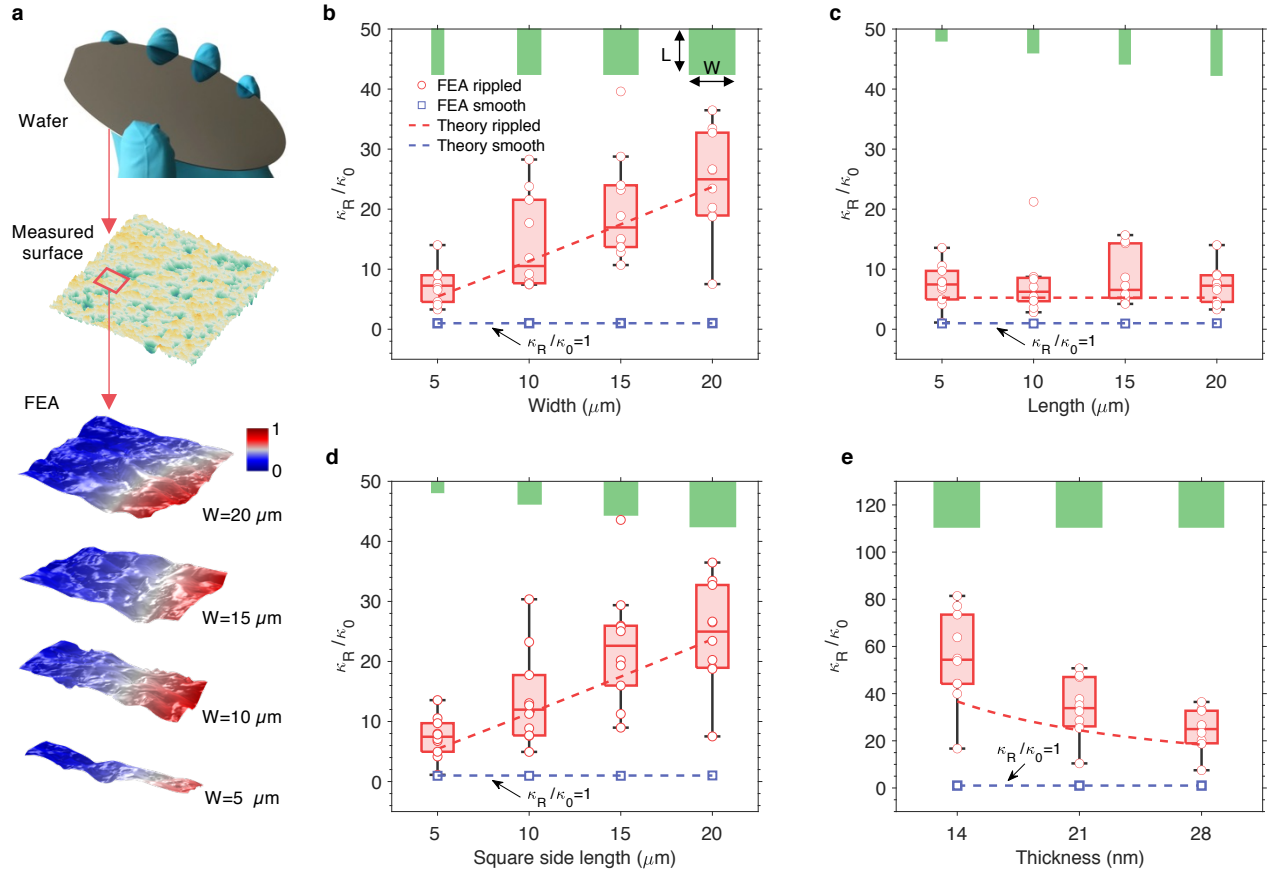 a
Wafer
Measured
surface
FEA
1
0
W=20 µm
W=15 µm
W=10 µm
W=5 µm
b
50
40
30
20
10
0
κR/κ0
L
W
FEA rippled
FEA smooth
Theory rippled
Theory smooth
κR/κ0=1
5 10 15 20
Width (µm)
c
50
40
30
20
10
0
κR/κ0
κR/κ0=1
5 10 15 20
Length (µm)
d
50
40
30
20
10
0
κR/κ0
κR/κ0=1
5 10 15 20
Square side length (µm)
e
120
100
80
60
40
20
0
κR/κ0
κR/κ0=1
14 21 28
Thickness (nm)